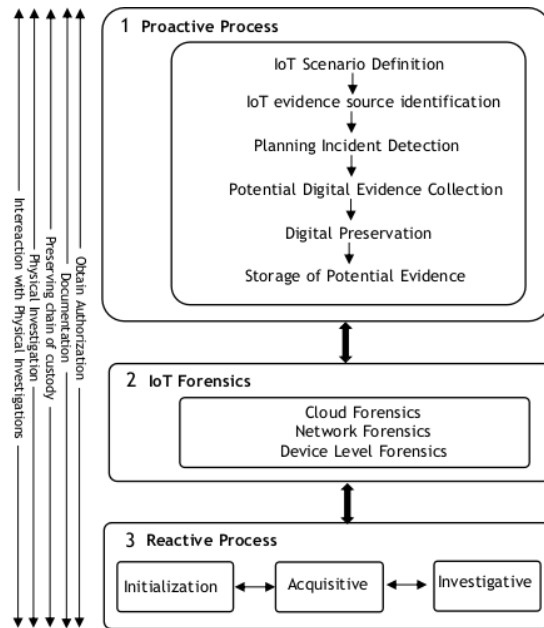 1 Proactive Process
IoT Scenario Definition
IoT evidence source identification
Planning Incident Detection
Potential Digital Evidence Collection
Digital Preservation
Storage of Potential Evidence
Intereaction with Physical Investigations
Physical Investigation
Preserving chain of custody
Documentation
Obtain Authorization
2 IoT Forensics
Cloud Forensics
Network Forensics
Device Level Forensics
3 Reactive Process
Initialization
Acquisitive
Investigative